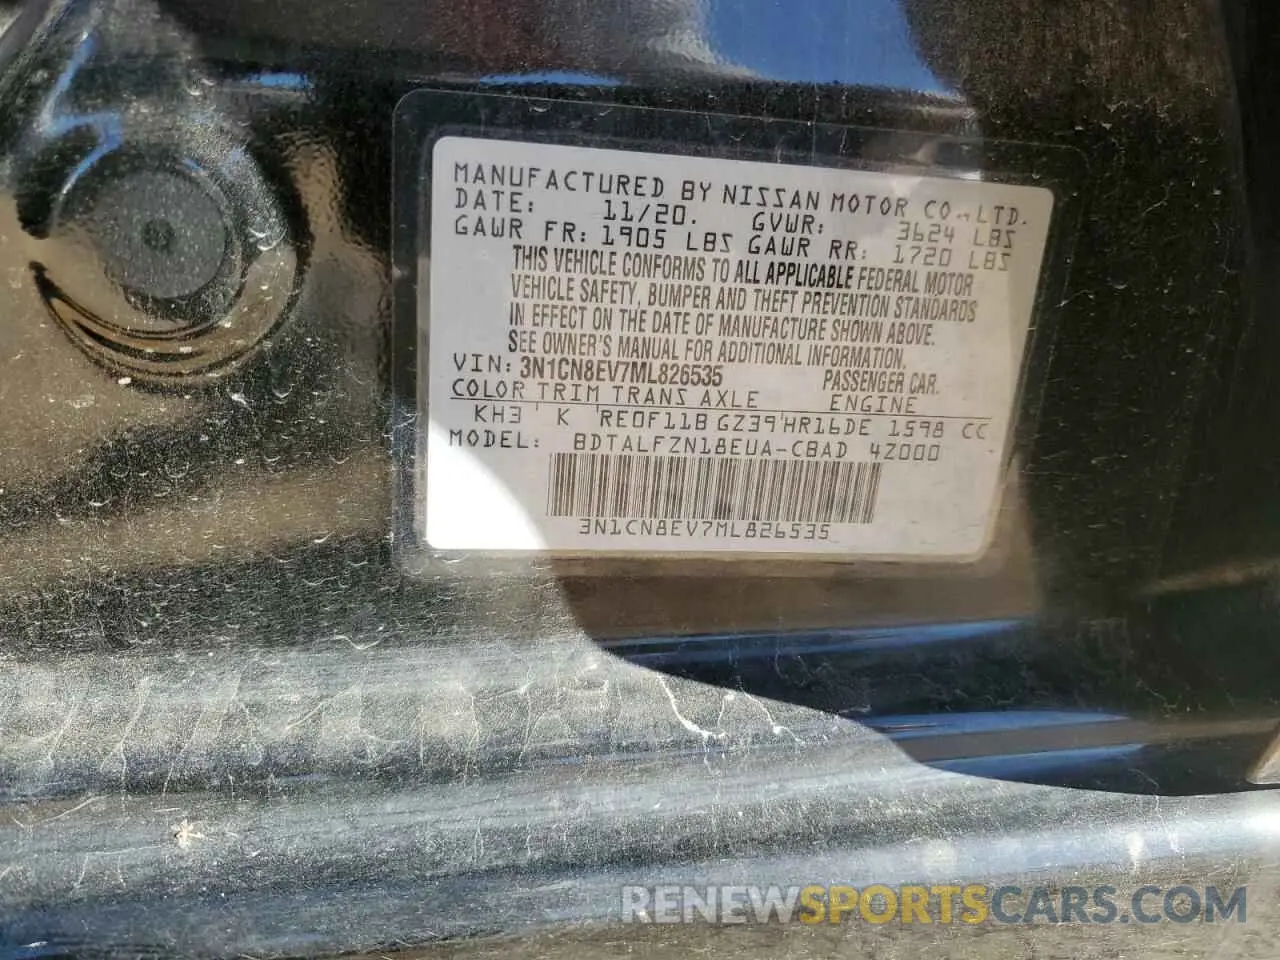 MANUFACTURED BY NISSAN MOTOR CO.,LTD.
DATE: 11/20. GVWR: 3624 LBS
GAWR FR: 1905 LBS GAWR RR: 1720 LBS
THIS VEHICLE CONFORMS TO ALL APPLICABLE FEDERAL MOTOR
VEHICLE SAFETY, BUMPER AND THEFT PREVENTION STANDARDS
IN EFFECT ON THE DATE OF MANUFACTURE SHOWN ABOVE.
SEE OWNER'S MANUAL FOR ADDITIONAL INFORMATION.
VIN: 3N1CN8EV7ML826535 PASSENGER CAR.
COLOR TRIM TRANS AXLE ENGINE
KH3 K RE0F11B GZ39 HR16DE 1598 CC
MODEL: BDTALFZN18EUA-CBAD 4Z000
3N1CN8EV7ML826535
RENEWSPORTSCARS.COM